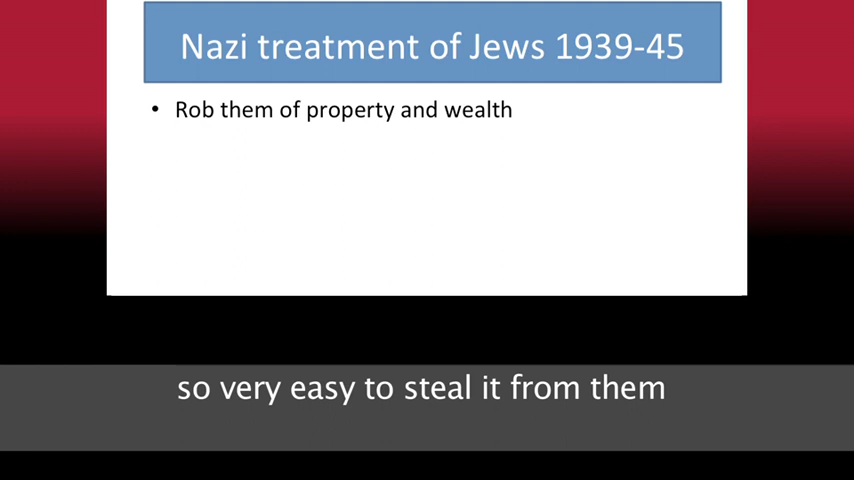 Nazi treatment of Jews 1939-45
• Rob them of property and wealth
so very easy to steal it from them